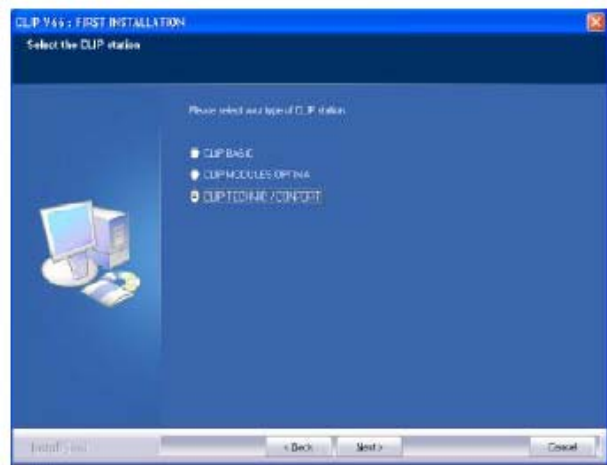 CLIP V66 : FIRST INSTALLATION
Select the CLIP station
Please select your type of CLIP station
CLIP BASIC
CLIP MODULES OPTIMA
CLIP TECHNIC / CONFORT
< Back
Next >
Cancel